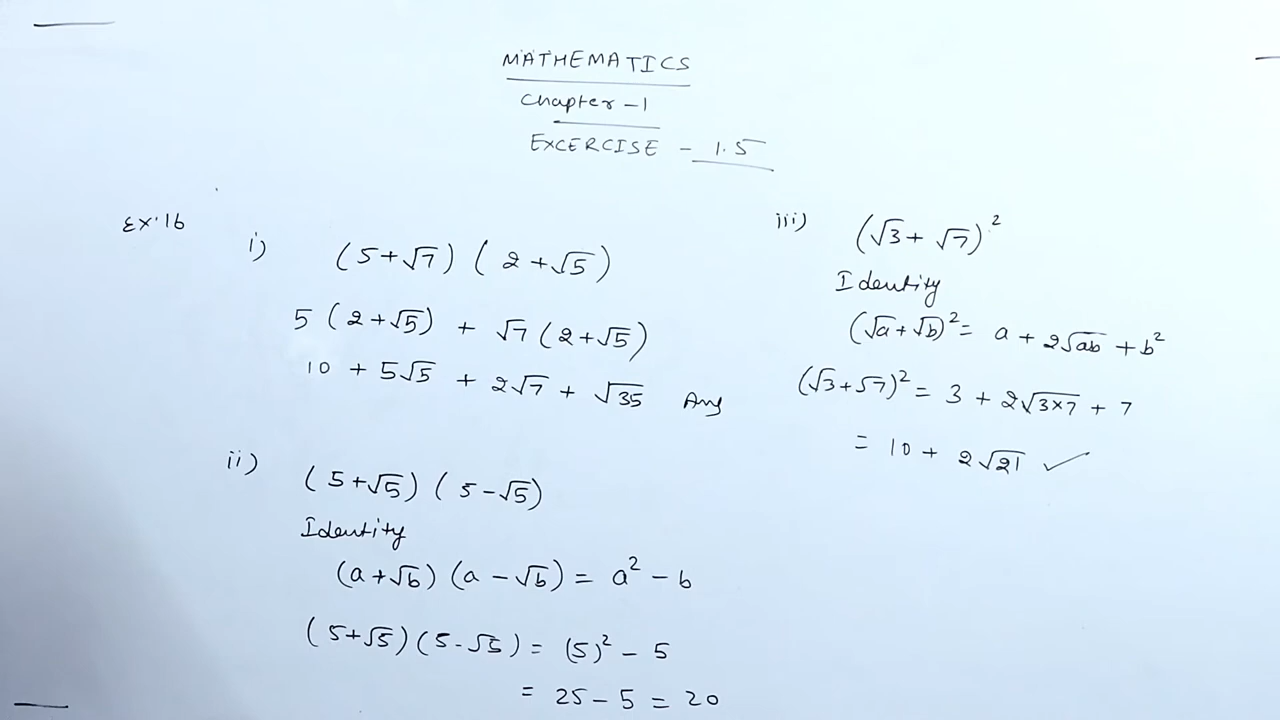 MATHEMATICS
Chapter - 1
EXCERCISE - 1.5
Ex. 16
i) (5+√7) (2+√5)
5 (2+√5) + √7 (2+√5)
10 + 5√5 + 2√7 + √35 Ans
ii) (5+√5) (5-√5)
Identity
(a+√b) (a-√b) = a² - b
(5+√5) (5-√5) = (5)² - 5
= 25 - 5 = 20
iii) (√3 + √7)²
Identity
(√a+√b)² = a + 2√ab + b²
(√3+√7)² = 3 + 2√3×7 + 7
= 10 + 2√21 ✓